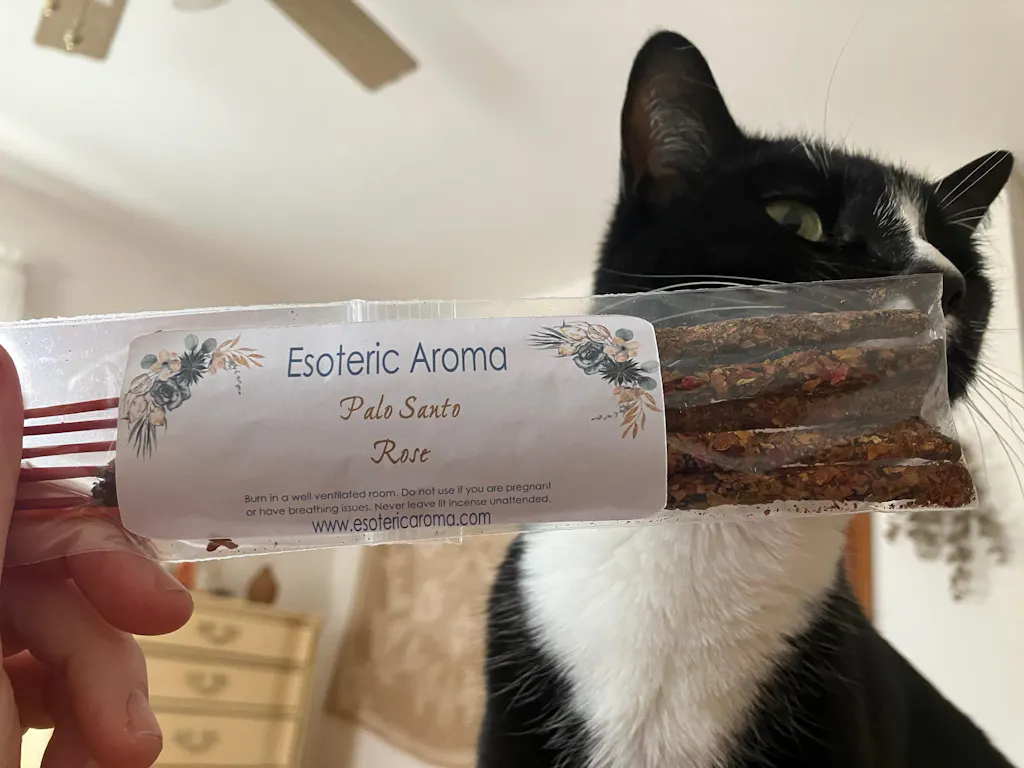 Esoteric Aroma
Palo Santo
Rose
Burn in a well ventilated room. Do not use if you are pregnant
or have breathing issues. Never leave lit incense unattended.
www.esotericaroma.com